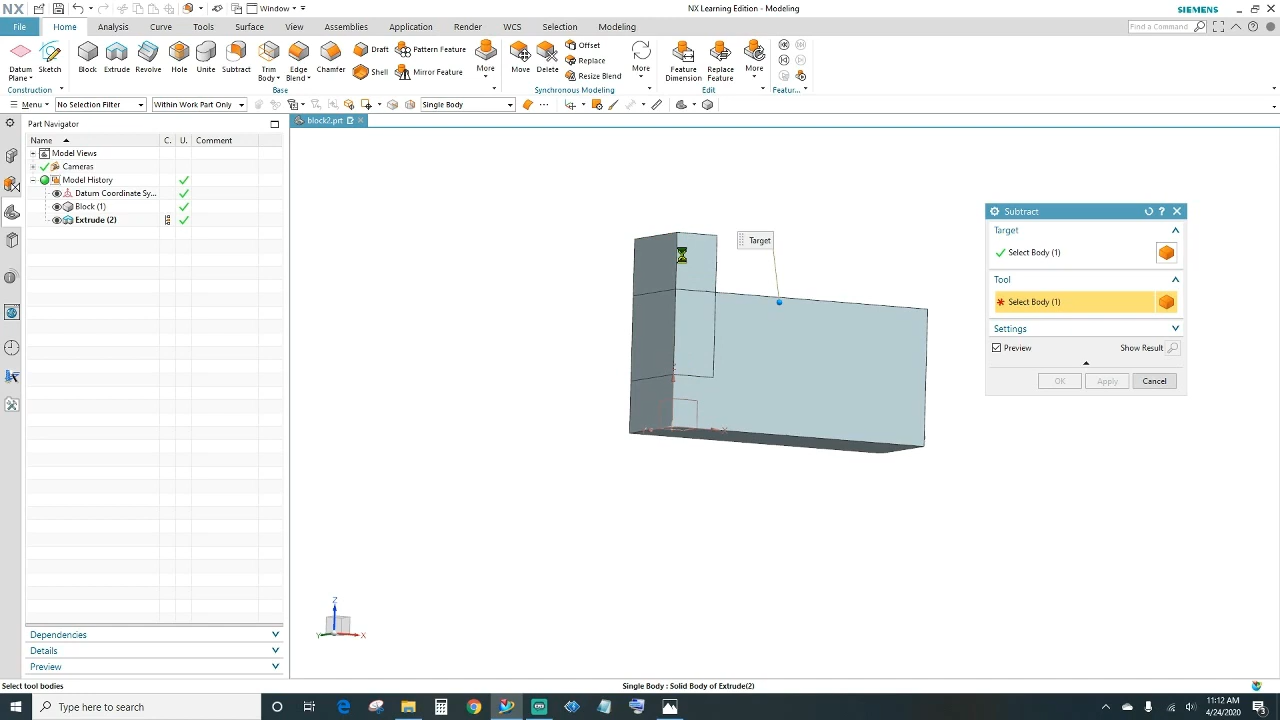 NX Window NX Learning Edition - Modeling SIEMENS
File Home Analysis Curve Tools Surface View Assemblies Application Render WCS Selection Modeling Find a Command
Datum Plane Sketch Block Extrude Revolve Hole Unite Subtract Trim Body Edge Blend Chamfer Draft Shell Pattern Feature Mirror Feature More Move Delete Offset Replace Resize Blend More Feature Dimension Replace Feature More
Construction Base Synchronous Modeling Edit Featur...
Menu No Selection Filter Within Work Part Only Single Body
Part Navigator block2.prt
Name C. U. Comment
Model Views
Cameras
Model History
Datum Coordinate Sy...
Block (1)
Extrude (2)
Target
Subtract
Target
Select Body (1)
Tool
Select Body (1)
Settings
Preview Show Result
OK Apply Cancel
Z
Y X
Dependencies
Details
Preview
Select tool bodies Single Body : Solid Body of Extrude(2)
Type here to search 11:12 AM
4/24/2020